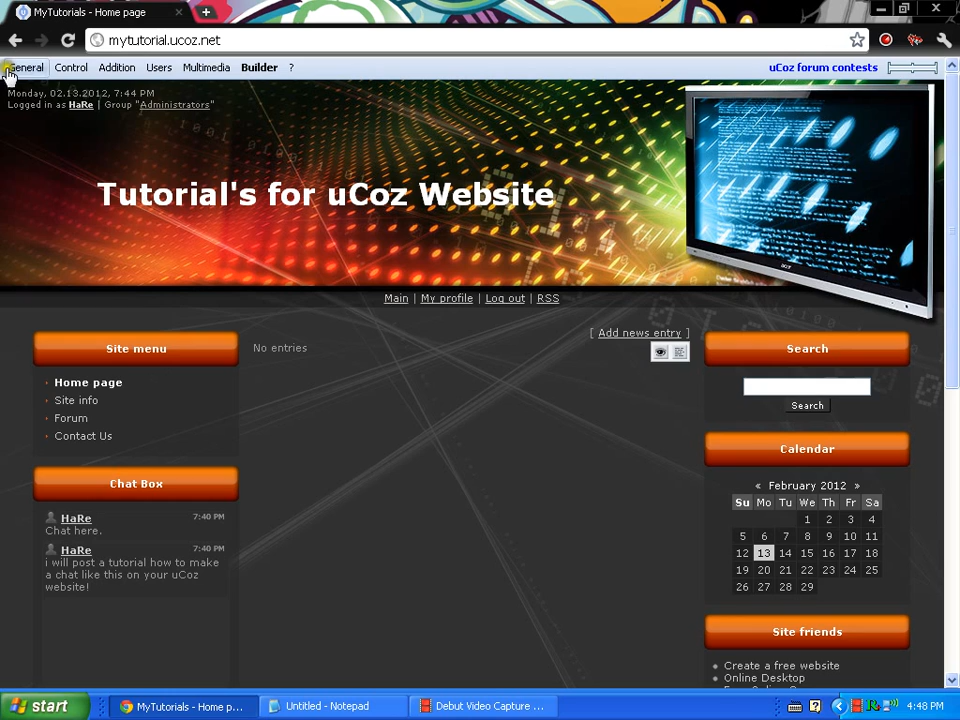 MyTutorials - Home page
mytutorial.ucoz.net
General Control Addition Users Multimedia Builder ? uCoz forum contests
Monday, 02.13.2012, 7:44 PM
Logged in as HaRe | Group "Administrators"
Tutorial's for uCoz Website
acer
Main | My profile | Log out | RSS
Site menu
Home page
Site info
Forum
Contact Us
Chat Box
HaRe 7:40 PM
Chat here.
HaRe 7:40 PM
i will post a tutorial how to make
a chat like this on your uCoz
website!
[ Add news entry ]
No entries
Search
Search
Calendar
« February 2012 »
Su Mo Tu We Th Fr Sa
1 2 3 4
5 6 7 8 9 10 11
12 13 14 15 16 17 18
19 20 21 22 23 24 25
26 27 28 29
Site friends
Create a free website
Online Desktop
start MyTutorials - Home p... Untitled - Notepad Debut Video Capture ... 4:48 PM